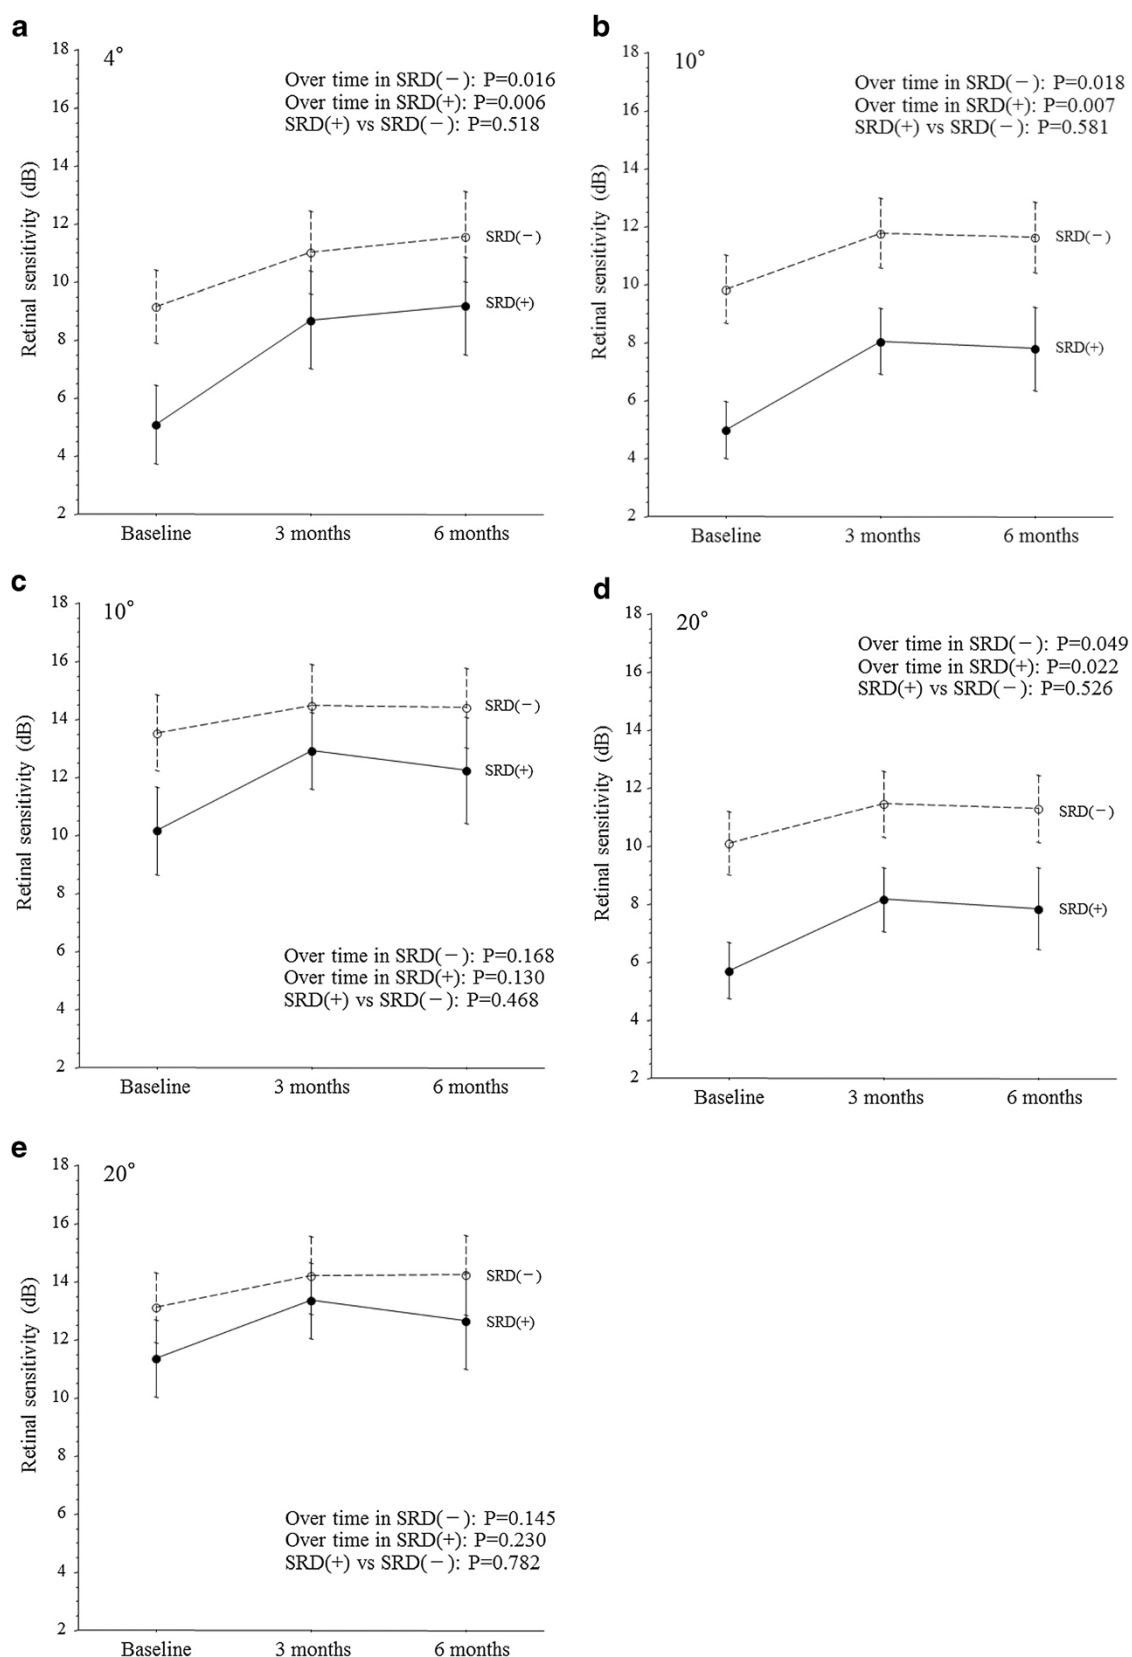 a
4°
Over time in SRD(−): P=0.016
Over time in SRD(+): P=0.006
SRD(+) vs SRD(−): P=0.518
Retinal sensitivity (dB)
18
16
14
12
10
8
6
4
2
SRD(−)
SRD(+)
Baseline 3 months 6 months
b
10°
Over time in SRD(−): P=0.018
Over time in SRD(+): P=0.007
SRD(+) vs SRD(−): P=0.581
Retinal sensitivity (dB)
18
16
14
12
10
8
6
4
2
SRD(−)
SRD(+)
Baseline 3 months 6 months
c
10°
Retinal sensitivity (dB)
18
16
14
12
10
8
6
4
2
SRD(−)
SRD(+)
Over time in SRD(−): P=0.168
Over time in SRD(+): P=0.130
SRD(+) vs SRD(−): P=0.468
Baseline 3 months 6 months
d
20°
Over time in SRD(−): P=0.049
Over time in SRD(+): P=0.022
SRD(+) vs SRD(−): P=0.526
Retinal sensitivity (dB)
18
16
14
12
10
8
6
4
2
SRD(−)
SRD(+)
Baseline 3 months 6 months
e
20°
Retinal sensitivity (dB)
18
16
14
12
10
8
6
4
2
SRD(−)
SRD(+)
Over time in SRD(−): P=0.145
Over time in SRD(+): P=0.230
SRD(+) vs SRD(−): P=0.782
Baseline 3 months 6 months